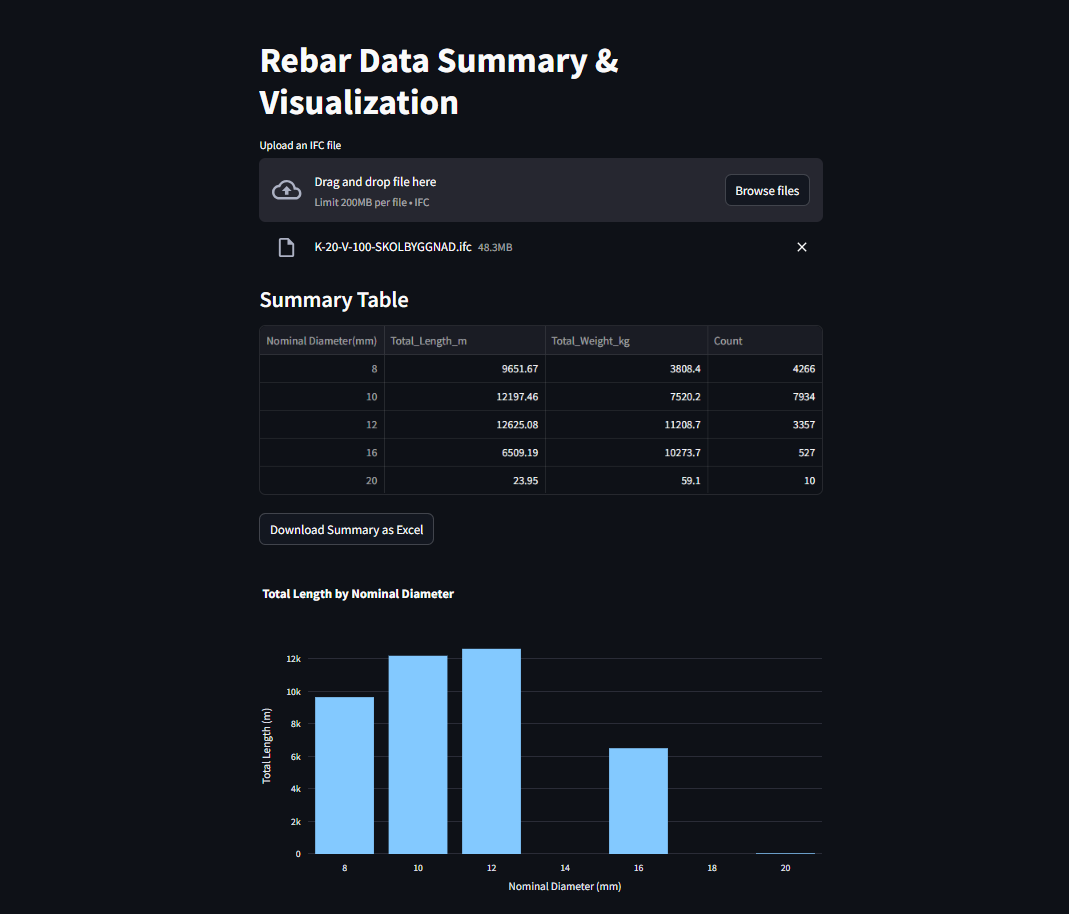 Rebar Data Summary &
Visualization
Upload an IFC file
Drag and drop file here
Limit 200MB per file • IFC
Browse files
K-20-V-100-SKOLBYGGNAD.ifc 48.3MB
Summary Table
Nominal Diameter(mm) Total_Length_m Total_Weight_kg Count
8 9651.67 3808.4 4266
10 12197.46 7520.2 7934
12 12625.08 11208.7 3357
16 6509.19 10273.7 527
20 23.95 59.1 10
Download Summary as Excel
Total Length by Nominal Diameter
12k
10k
8k
6k
4k
2k
0
Total Length (m)
8 10 12 14 16 18 20
Nominal Diameter (mm)